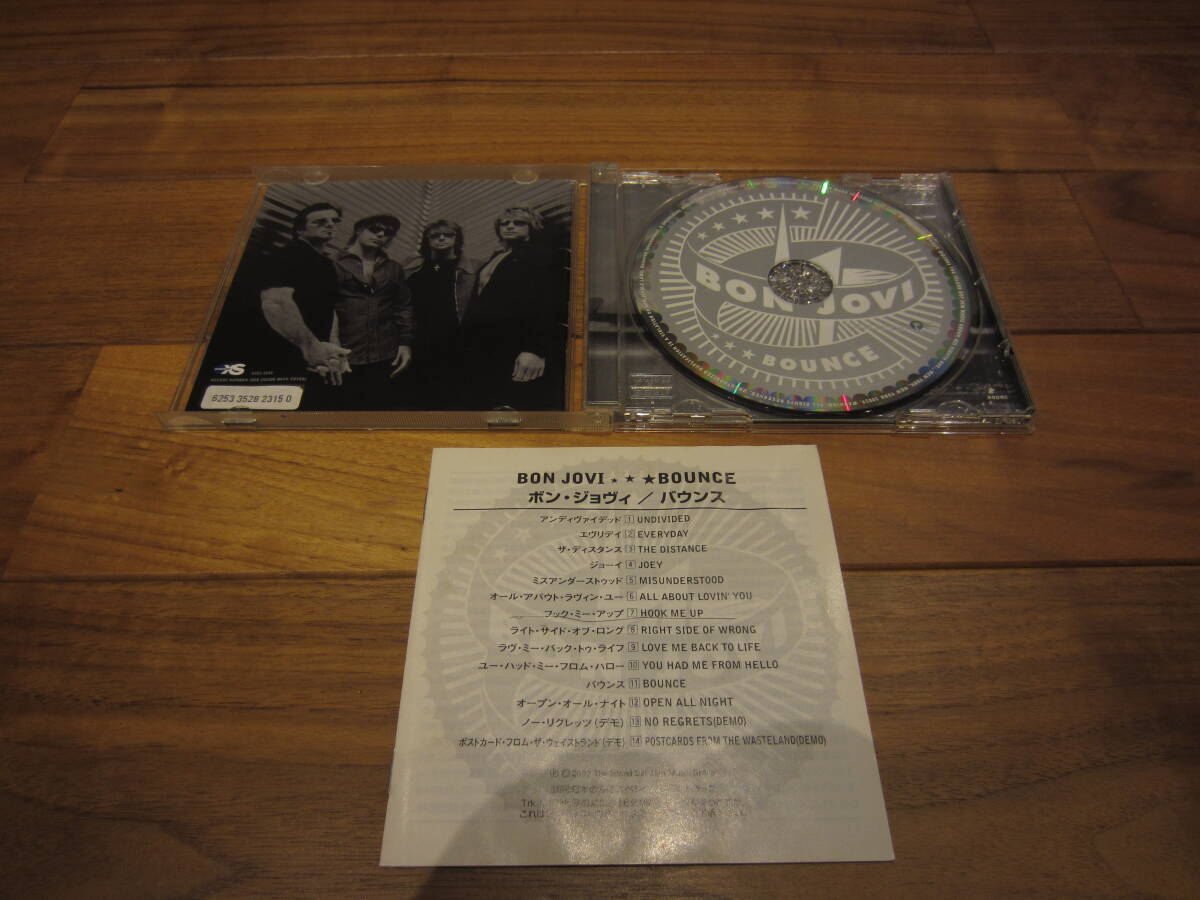 XS
6253 3528 2315 0
BON JOVI
BOUNCE
BON JOVI ★ ★ ★BOUNCE
ボン・ジョヴィ / バウンス
アンディヴァイデッド 1 UNDIVIDED
エヴリデイ 2 EVERYDAY
ザ・ディスタンス 3 THE DISTANCE
ジョーイ 4 JOEY
ミスアンダーストゥッド 5 MISUNDERSTOOD
オール・アバウト・ラヴィン・ユー 6 ALL ABOUT LOVIN' YOU
フック・ミー・アップ 7 HOOK ME UP
ライト・サイド・オブ・ロング 8 RIGHT SIDE OF WRONG
ラヴ・ミー・バック・トゥ・ライフ 9 LOVE ME BACK TO LIFE
ユー・ハッド・ミー・フロム・ハロー 10 YOU HAD ME FROM HELLO
バウンス 11 BOUNCE
オープン・オール・ナイト 12 OPEN ALL NIGHT
ノー・リグレッツ(デモ) 13 NO REGRETS(DEMO)
ポストカード・フロム・ザ・ウェイストランド(デモ) 14 POSTCARDS FROM THE WASTELAND(DEMO)